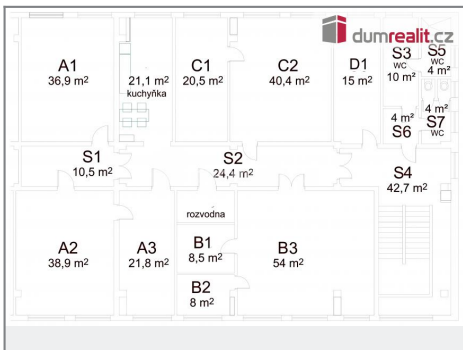 dumrealit.cz
A1
36,9 m²
21,1 m²
kuchyňka
C1
20,5 m²
C2
40,4 m²
D1
15 m²
S3
WC
10 m²
S5
WC
4 m²
4 m²
S6
4 m²
S7
WC
S1
10,5 m²
S2
24,4 m²
S4
42,7 m²
A2
38,9 m²
A3
21,8 m²
rozvodna
B1
8,5 m²
B2
8 m²
B3
54 m²